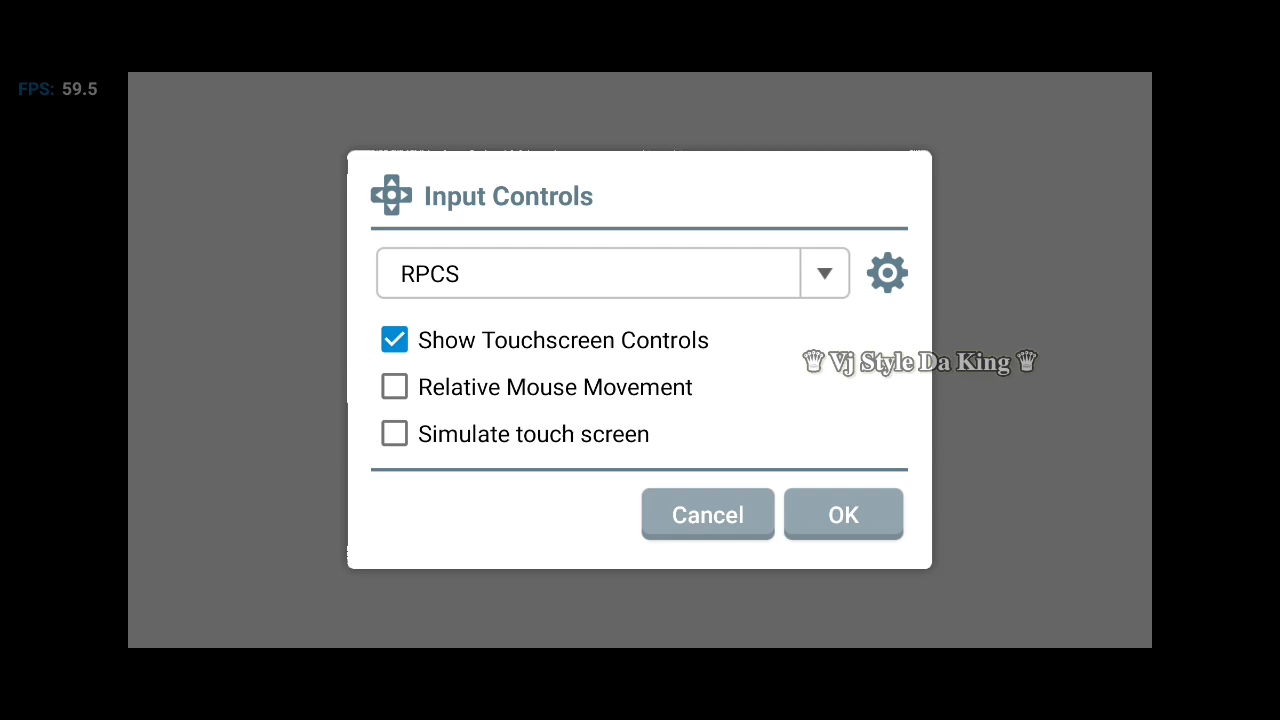 FPS: 59.5
Input Controls
RPCS
Show Touchscreen Controls
♕ Vj Style Da King ♕
Relative Mouse Movement
Simulate touch screen
Cancel OK